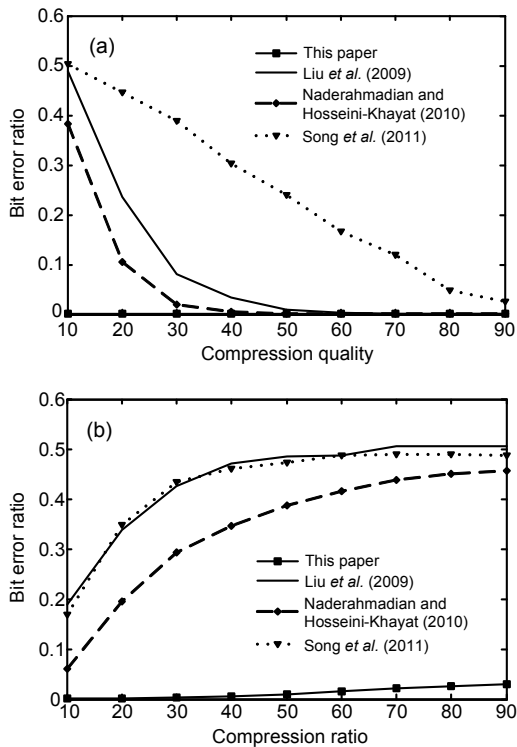 0.6
(a)
This paper
Liu et al. (2009)
Naderahmadian and
Hosseini-Khayat (2010)
Song et al. (2011)
0.5
0.4
0.3
0.2
0.1
0
Bit error ratio
10 20 30 40 50 60 70 80 90
Compression quality
0.6
(b)
0.5
0.4
0.3
0.2
0.1
0
Bit error ratio
This paper
Liu et al. (2009)
Naderahmadian and
Hosseini-Khayat (2010)
Song et al. (2011)
10 20 30 40 50 60 70 80 90
Compression ratio